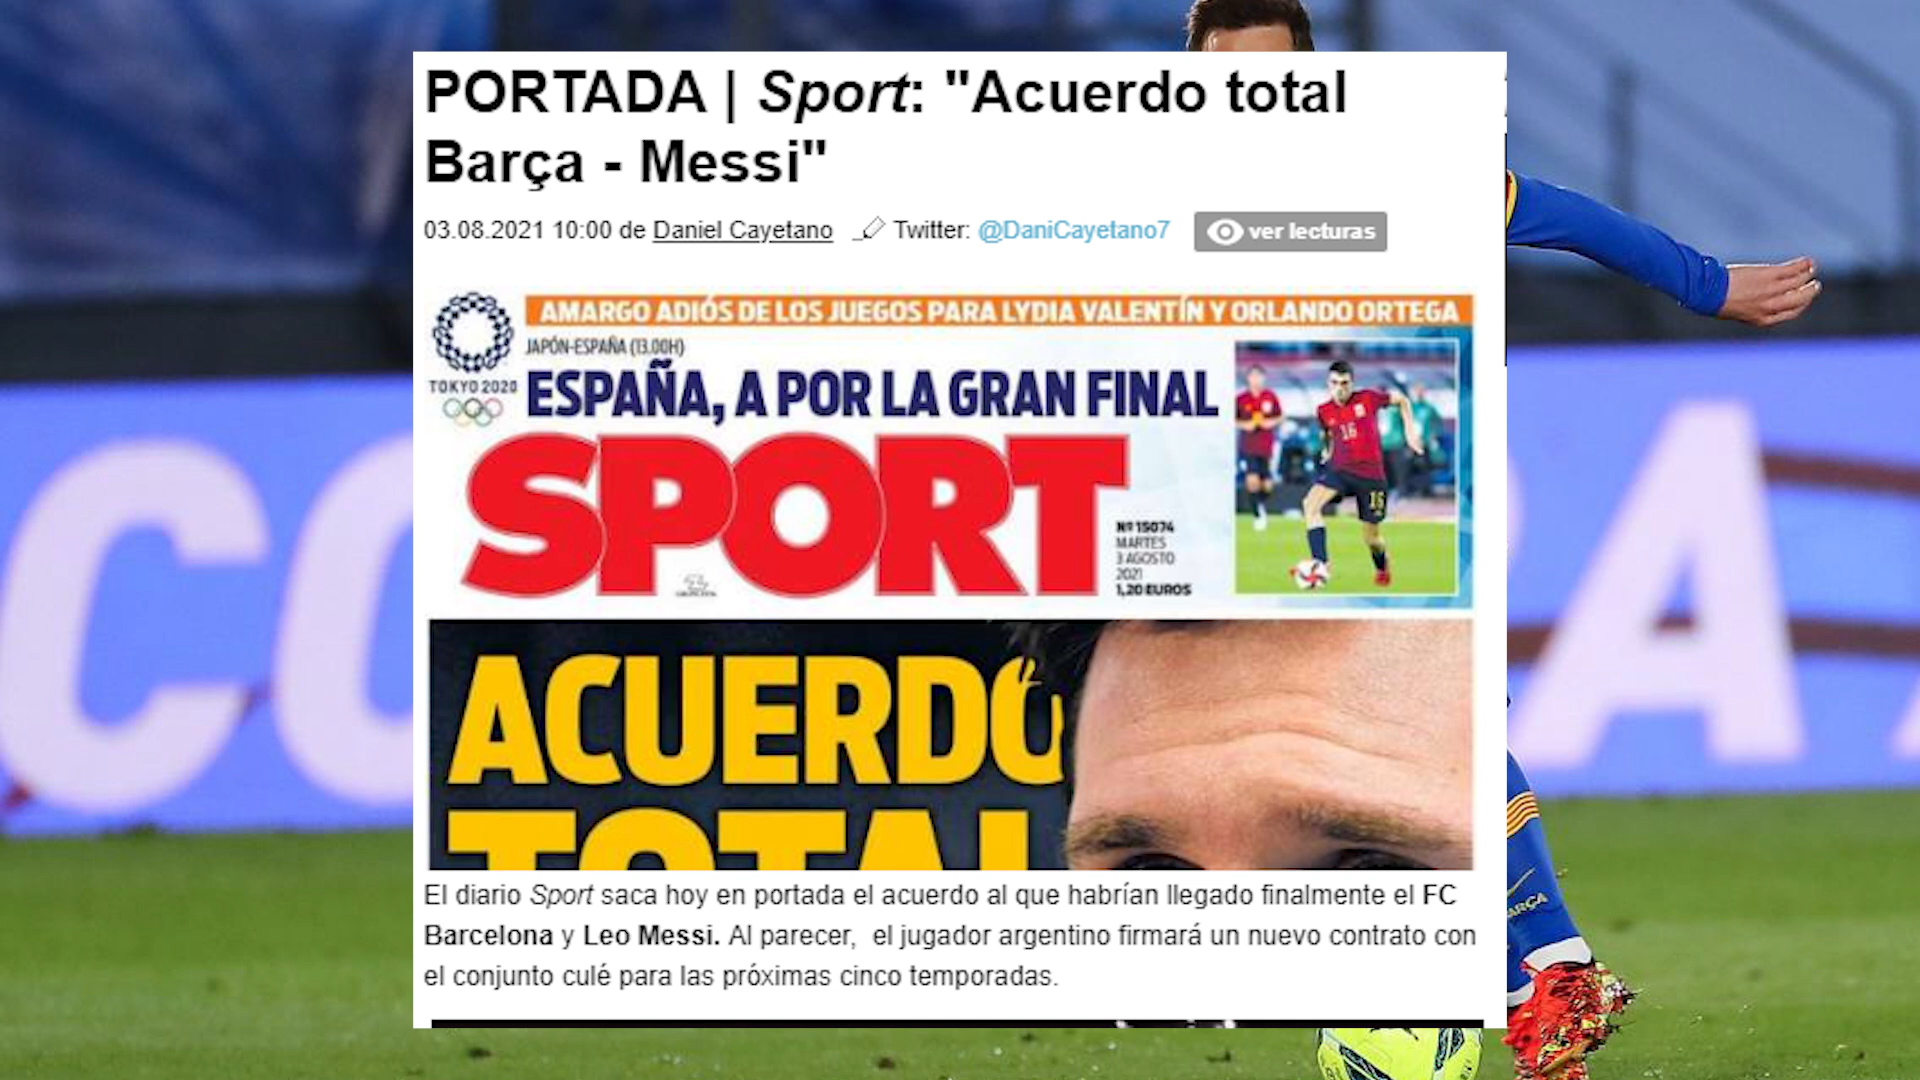 PORTADA | Sport: "Acuerdo total
Barça - Messi"
03.08.2021 10:00 de Daniel Cayetano Twitter: @DaniCayetano7 ver lecturas
AMARGO ADIÓS DE LOS JUEGOS PARA LYDIA VALENTÍN Y ORLANDO ORTEGA
JAPÓN-ESPAÑA (13.00H)
TOKYO 2020
ESPAÑA, A POR LA GRAN FINAL
SPORT
16
16
Nº 15074
MARTES
3 AGOSTO
2021
1,20 EUROS
ACUERDO
TOTAL
El diario Sport saca hoy en portada el acuerdo al que habrían llegado finalmente el FC
Barcelona y Leo Messi. Al parecer, el jugador argentino firmará un nuevo contrato con
el conjunto culé para las próximas cinco temporadas.